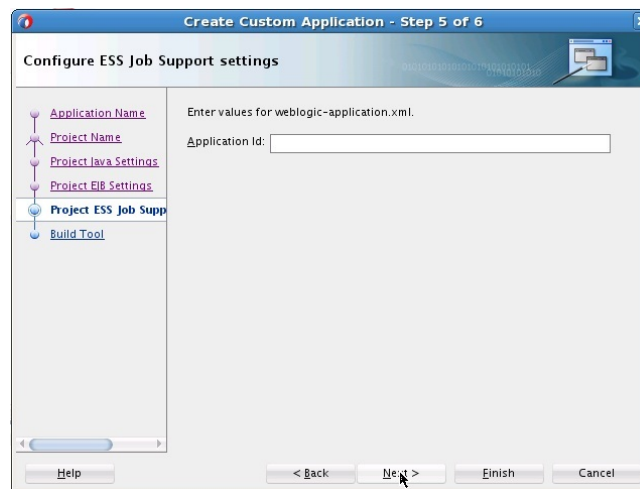 Create Custom Application - Step 5 of 6
Configure ESS Job Support settings
Application Name
Project Name
Project Java Settings
Project EJB Settings
Project ESS Job Supp
Build Tool
Enter values for weblogic-application.xml.
Application Id:
Help
< Back
Next >
Finish
Cancel